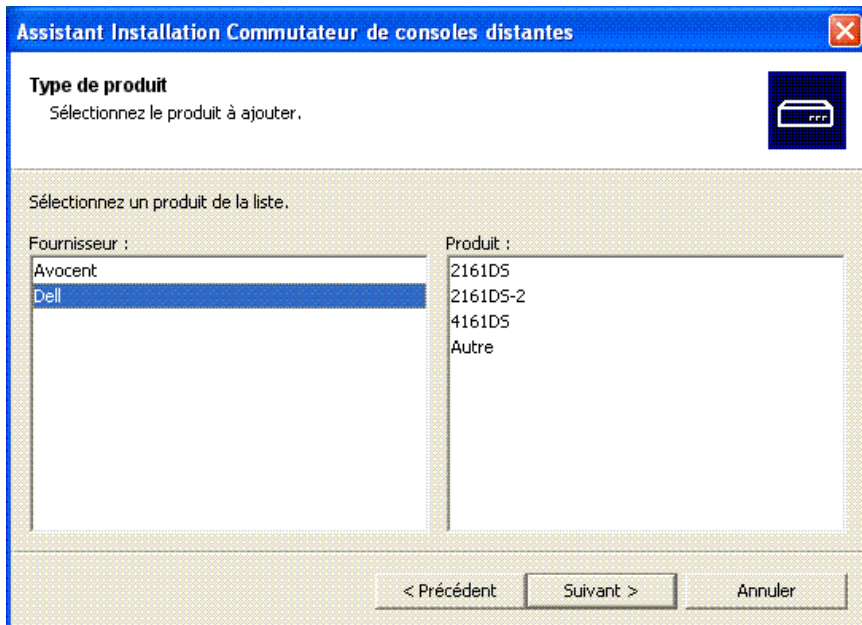 Assistant Installation Commutateur de consoles distantes
Type de produit
Sélectionnez le produit à ajouter.
Sélectionnez un produit de la liste.
Fournisseur :
Avocent
Dell
Produit :
2161DS
2161DS-2
4161DS
Autre
< Précédent
Suivant >
Annuler